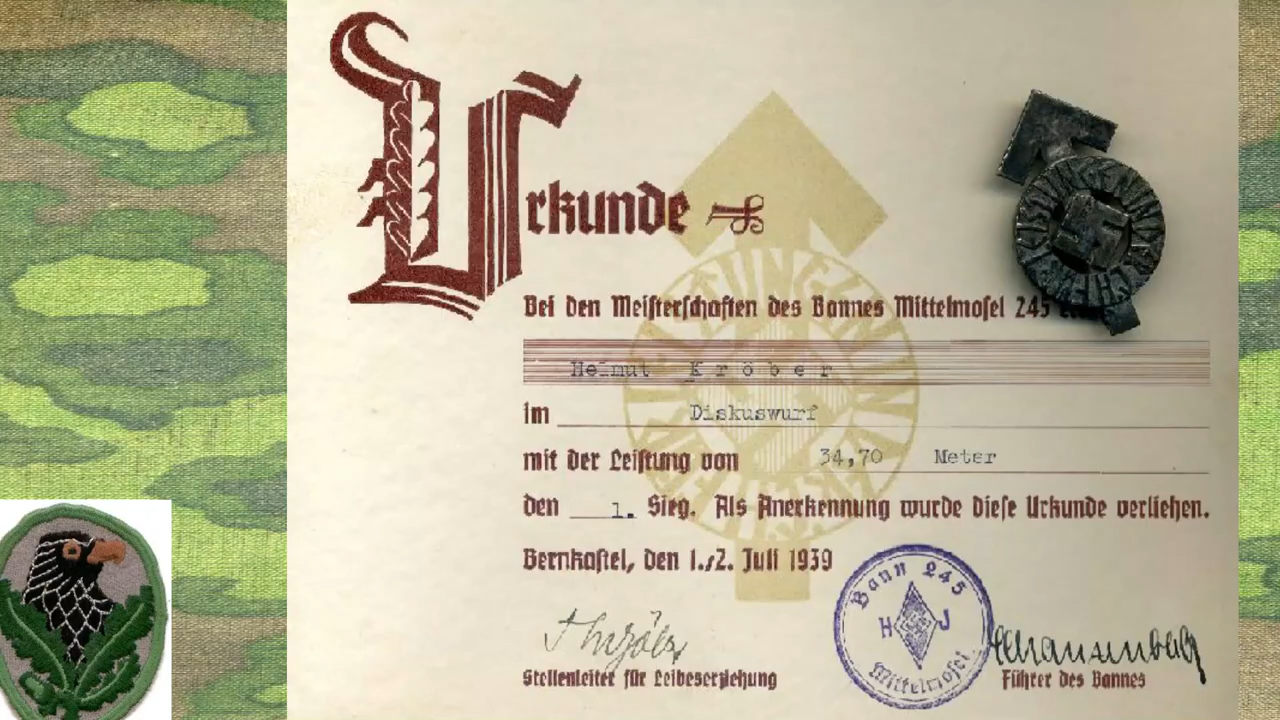 Urkunde
Bei den Meisterschaften des Bannes Mittelmosel 245
Helmut Kröber
im Diskuswurf
mit der Leistung von 34,70 Meter
den 1. Sieg. Als Anerkennung wurde diese Urkunde verliehen.
Bernkastel, den 1./2. Juli 1939
Bann 245
H J
Mittelmosel
Stellenleiter für Leibeserziehung
Führer des Bannes